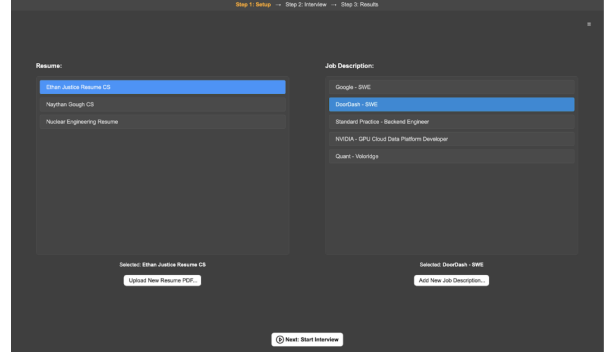 Step 1: Setup → Step 2: Interview → Step 3: Results
Resume:
Ethan Justice Resume CS
Naythan Gough CS
Nuclear Engineering Resume
Selected: Ethan Justice Resume CS
Upload New Resume PDF...
Job Description:
Google - SWE
DoorDash - SWE
Standard Practice - Backend Engineer
NVIDIA - GPU Cloud Data Platform Developer
Quant - Voloridge
Selected: DoorDash - SWE
Add New Job Description...
Next: Start Interview